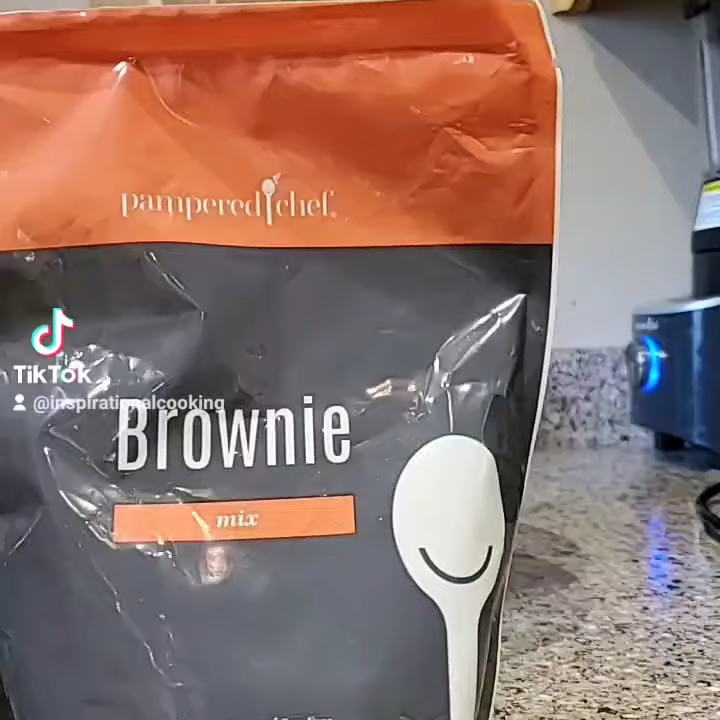 pampered chef
TikTok
@inspirationalcooking
Brownie
mix